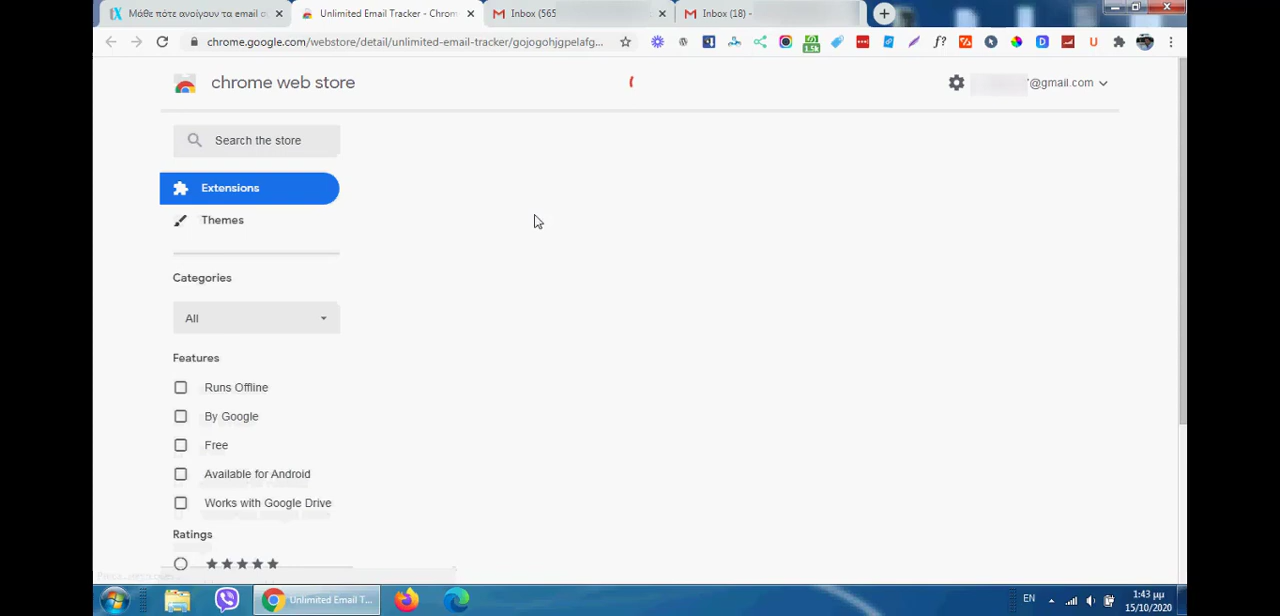 Μάθε πότε ανοίγουν τα email σ
Unlimited Email Tracker - Chrom
Inbox (565
Inbox (18) -
chrome.google.com/webstore/detail/unlimited-email-tracker/gojogohjgpelafg...
1.5k
f?
D
U
chrome web store
@gmail.com
Search the store
Extensions
Themes
Categories
All
Features
Runs Offline
By Google
Free
Available for Android
Works with Google Drive
Ratings
Unlimited Email T...
EN
1:43 μμ
15/10/2020